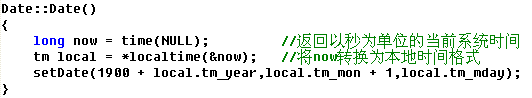 Date::Date()
{
    long now = time(NULL);         //返回以秒为单位的当前系统时间
    tm local = *localtime(&now);   //将now转换为本地时间格式
    setDate(1900 + local.tm_year,local.tm_mon + 1,local.tm_mday);
}